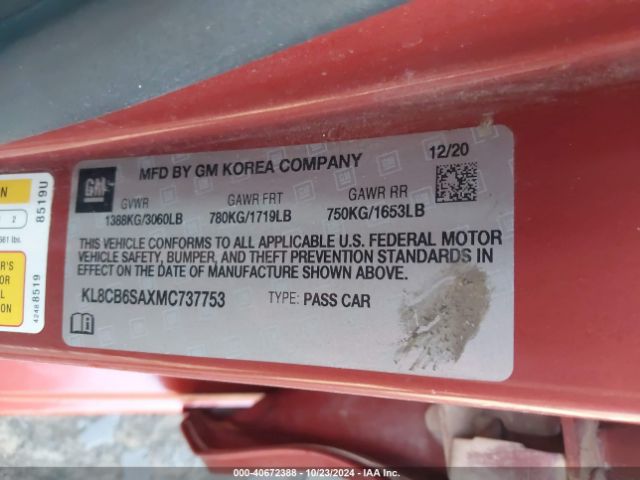 MFD BY GM KOREA COMPANY
12/20
GM
GVWR
GAWR FRT
GAWR RR
1388KG/3060LB
780KG/1719LB
750KG/1653LB
THIS VEHICLE CONFORMS TO ALL APPLICABLE U.S. FEDERAL MOTOR
VEHICLE SAFETY, BUMPER, AND THEFT PREVENTION STANDARDS IN
EFFECT ON THE DATE OF MANUFACTURE SHOWN ABOVE.
KL8CB6SAXMC737753
TYPE: PASS CAR
8519U
2
42488519
000-40672388 - 10/23/2024 - IAA Inc.